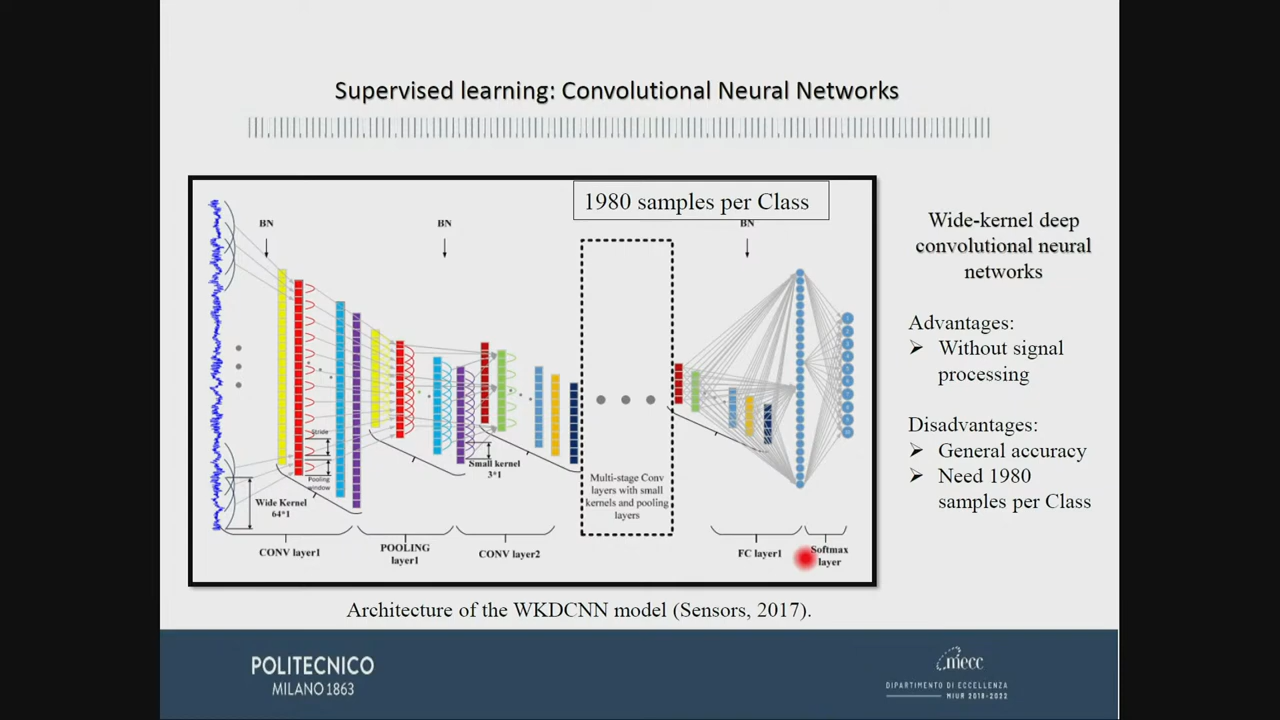 Supervised learning: Convolutional Neural Networks
1980 samples per Class
BN
BN
BN
Stride
Pooling
window
Wide Kernel
64*1
Small kernel
3*1
Multi-stage Conv
layers with small
kernels and pooling
layers
CONV layer1
POOLING
layer1
CONV layer2
FC layer1
Softmax
layer
Wide-kernel deep
convolutional neural
networks
Advantages:
➢ Without signal
processing
Disadvantages:
➢ General accuracy
➢ Need 1980
samples per Class
Architecture of the WKDCNN model (Sensors, 2017).
POLITECNICO
MILANO 1863
mecc
DIPARTIMENTO DI ECCELLENZA
MIUR 2018-2022